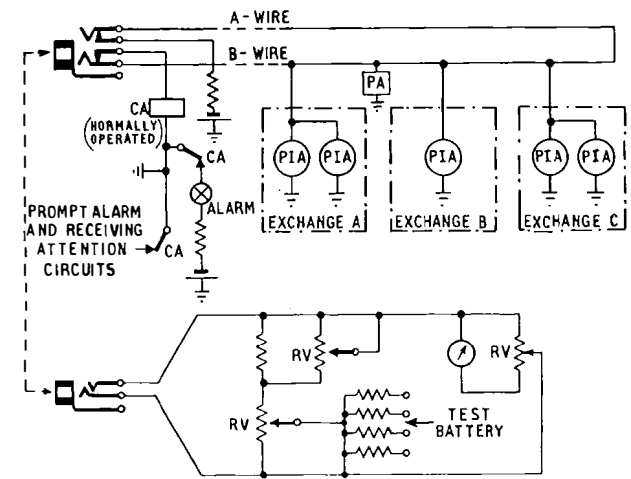 A-WIRE
B-WIRE
PA
CA
(NORMALLY
OPERATED)
CA
PIA PIA PIA PIA PIA
ALARM
EXCHANGE A EXCHANGE B EXCHANGE C
PROMPT ALARM
AND RECEIVING
ATTENTION
CIRCUITS
CA
RV
RV
RV
TEST
BATTERY